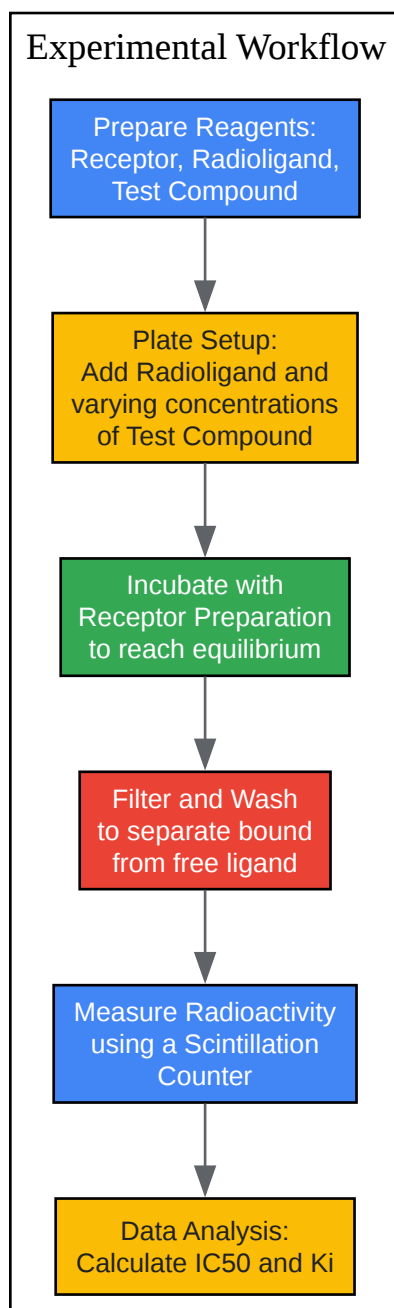 Experimental Workflow
Prepare Reagents:
Receptor, Radioligand,
Test Compound
Plate Setup:
Add Radioligand and
varying concentrations
of Test Compound
Incubate with
Receptor Preparation
to reach equilibrium
Filter and Wash
to separate bound
from free ligand
Measure Radioactivity
using a Scintillation
Counter
Data Analysis:
Calculate IC50 and Ki